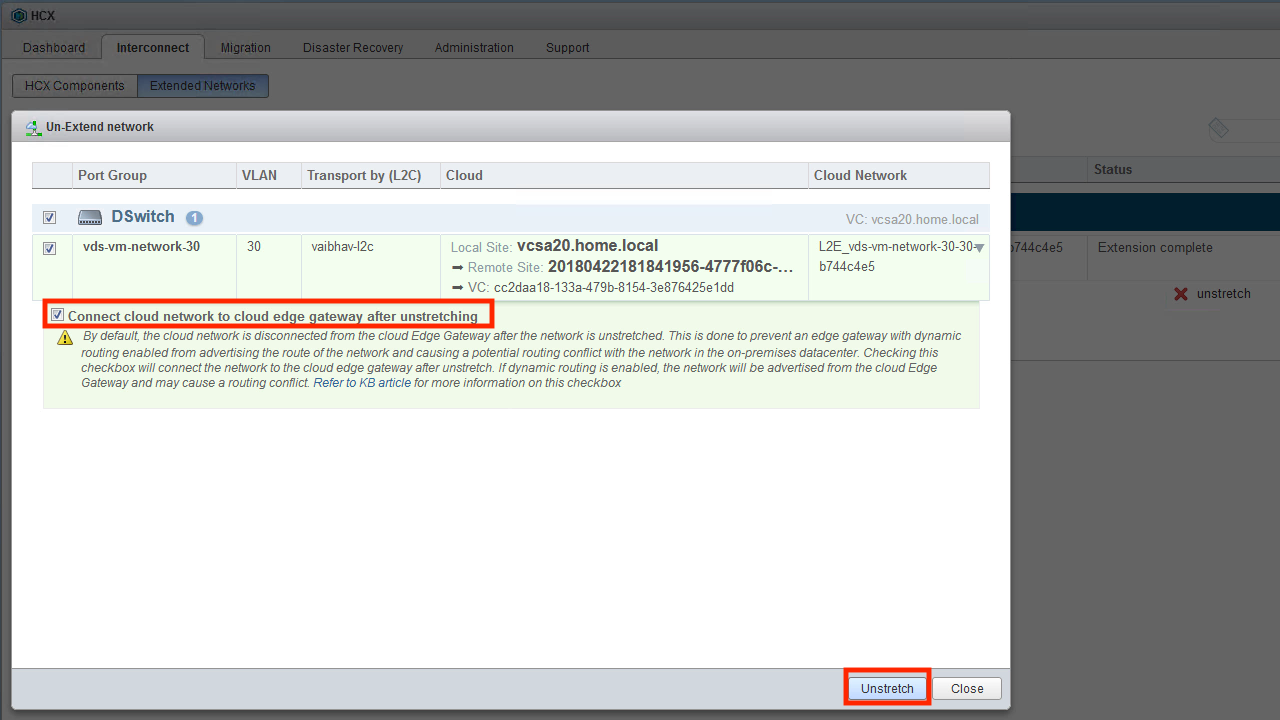 HCX
Dashboard Interconnect Migration Disaster Recovery Administration Support
HCX Components Extended Networks
Un-Extend network
Port Group VLAN Transport by (L2C) Cloud Cloud Network
Status
DSwitch 1 VC: vcsa20.home.local
vds-vm-network-30 30 vaibhav-l2c Local Site: vcsa20.home.local L2E_vds-vm-network-30-30-
b744c4e5 Extension complete
➡ Remote Site: 20180422181841956-4777f06c-... b744c4e5
➡ VC: cc2daa18-133a-479b-8154-3e876425e1dd
unstretch
Connect cloud network to cloud edge gateway after unstretching
By default, the cloud network is disconnected from the cloud Edge Gateway after the network is unstretched. This is done to prevent an edge gateway with dynamic
routing enabled from advertising the route of the network and causing a potential routing conflict with the network in the on-premises datacenter. Checking this
checkbox will connect the network to the cloud edge gateway after unstretch. If dynamic routing is enabled, the network will be advertised from the cloud Edge
Gateway and may cause a routing conflict. Refer to KB article for more information on this checkbox
Unstretch Close